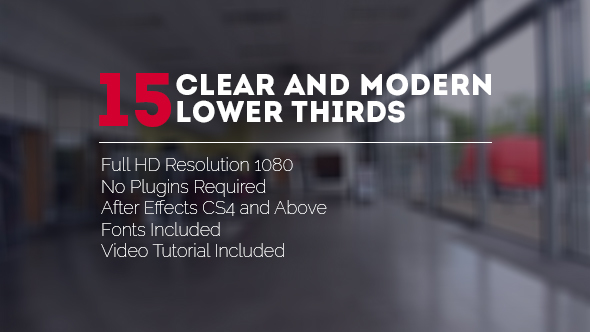 15 CLEAR AND MODERN
LOWER THIRDS
Full HD Resolution 1080
No Plugins Required
After Effects CS4 and Above
Fonts Included
Video Tutorial Included